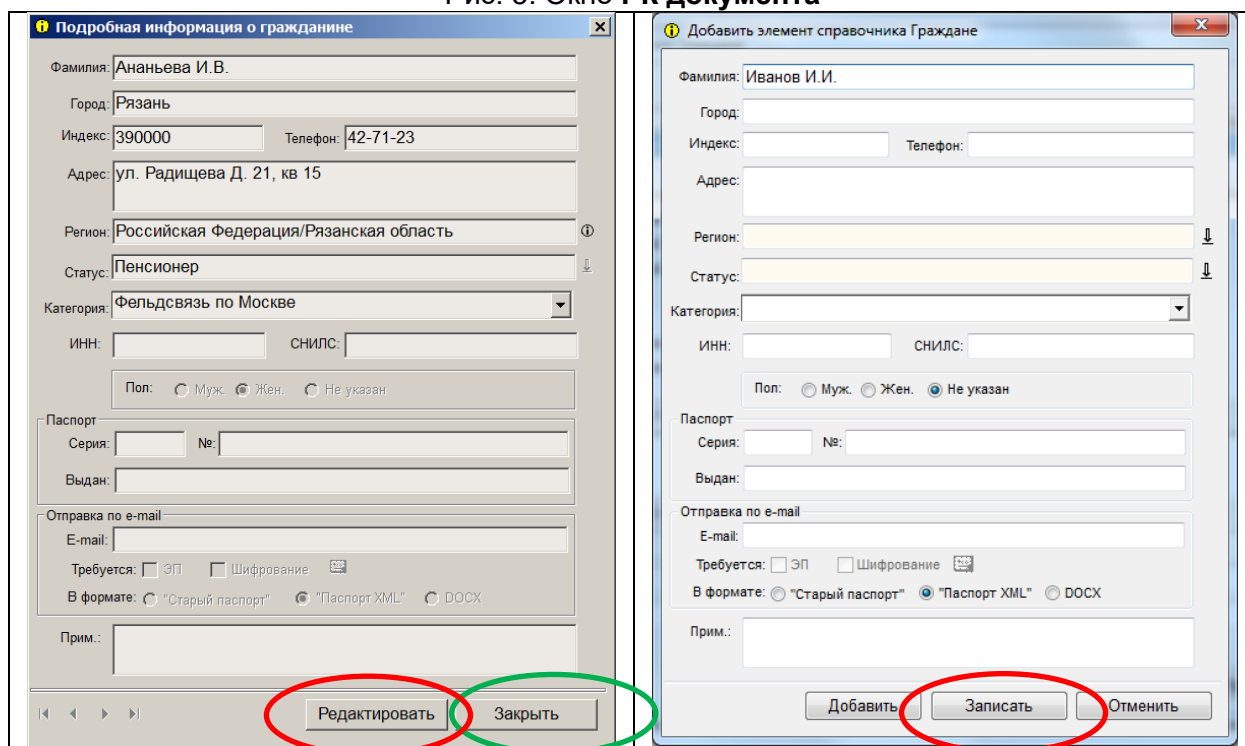 Рис. 5. Окно РК документа
Подробная информация о гражданине
Фамилия: Ананьева И.В.
Город: Рязань
Индекс: 390000 Телефон: 42-71-23
Адрес: ул. Радищева Д. 21, кв 15
Регион: Российская Федерация/Рязанская область
Статус: Пенсионер
Категория: Фельдсвязь по Москве
ИНН: СНИЛС:
Пол: Муж. Жен. Не указан
Паспорт
Серия: №:
Выдан:
Отправка по e-mail
E-mail:
Требуется: ЭП Шифрование
В формате: "Старый паспорт" "Паспорт XML" DOCX
Прим.:
Редактировать Закрыть
Добавить элемент справочника Граждане
Фамилия: Иванов И.И.
Город:
Индекс: Телефон:
Адрес:
Регион:
Статус:
Категория:
ИНН: СНИЛС:
Пол: Муж. Жен. Не указан
Паспорт
Серия: №:
Выдан:
Отправка по e-mail
E-mail:
Требуется: ЭП Шифрование
В формате: "Старый паспорт" "Паспорт XML" DOCX
Прим.:
Добавить Записать Отменить